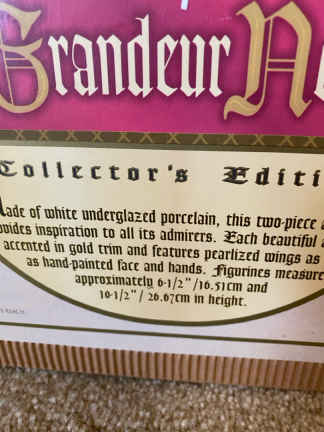 Grandeur
Collector's Editi
ade of white underglazed porcelain, this two-piece
vides inspiration to all its admirers. Each beautiful
accented in gold trim and features pearlized wings as
as hand-painted face and hands. Figurines measure
approximately 6-1/2"/16.51cm and
10-1/2"/ 26.67cm in height.